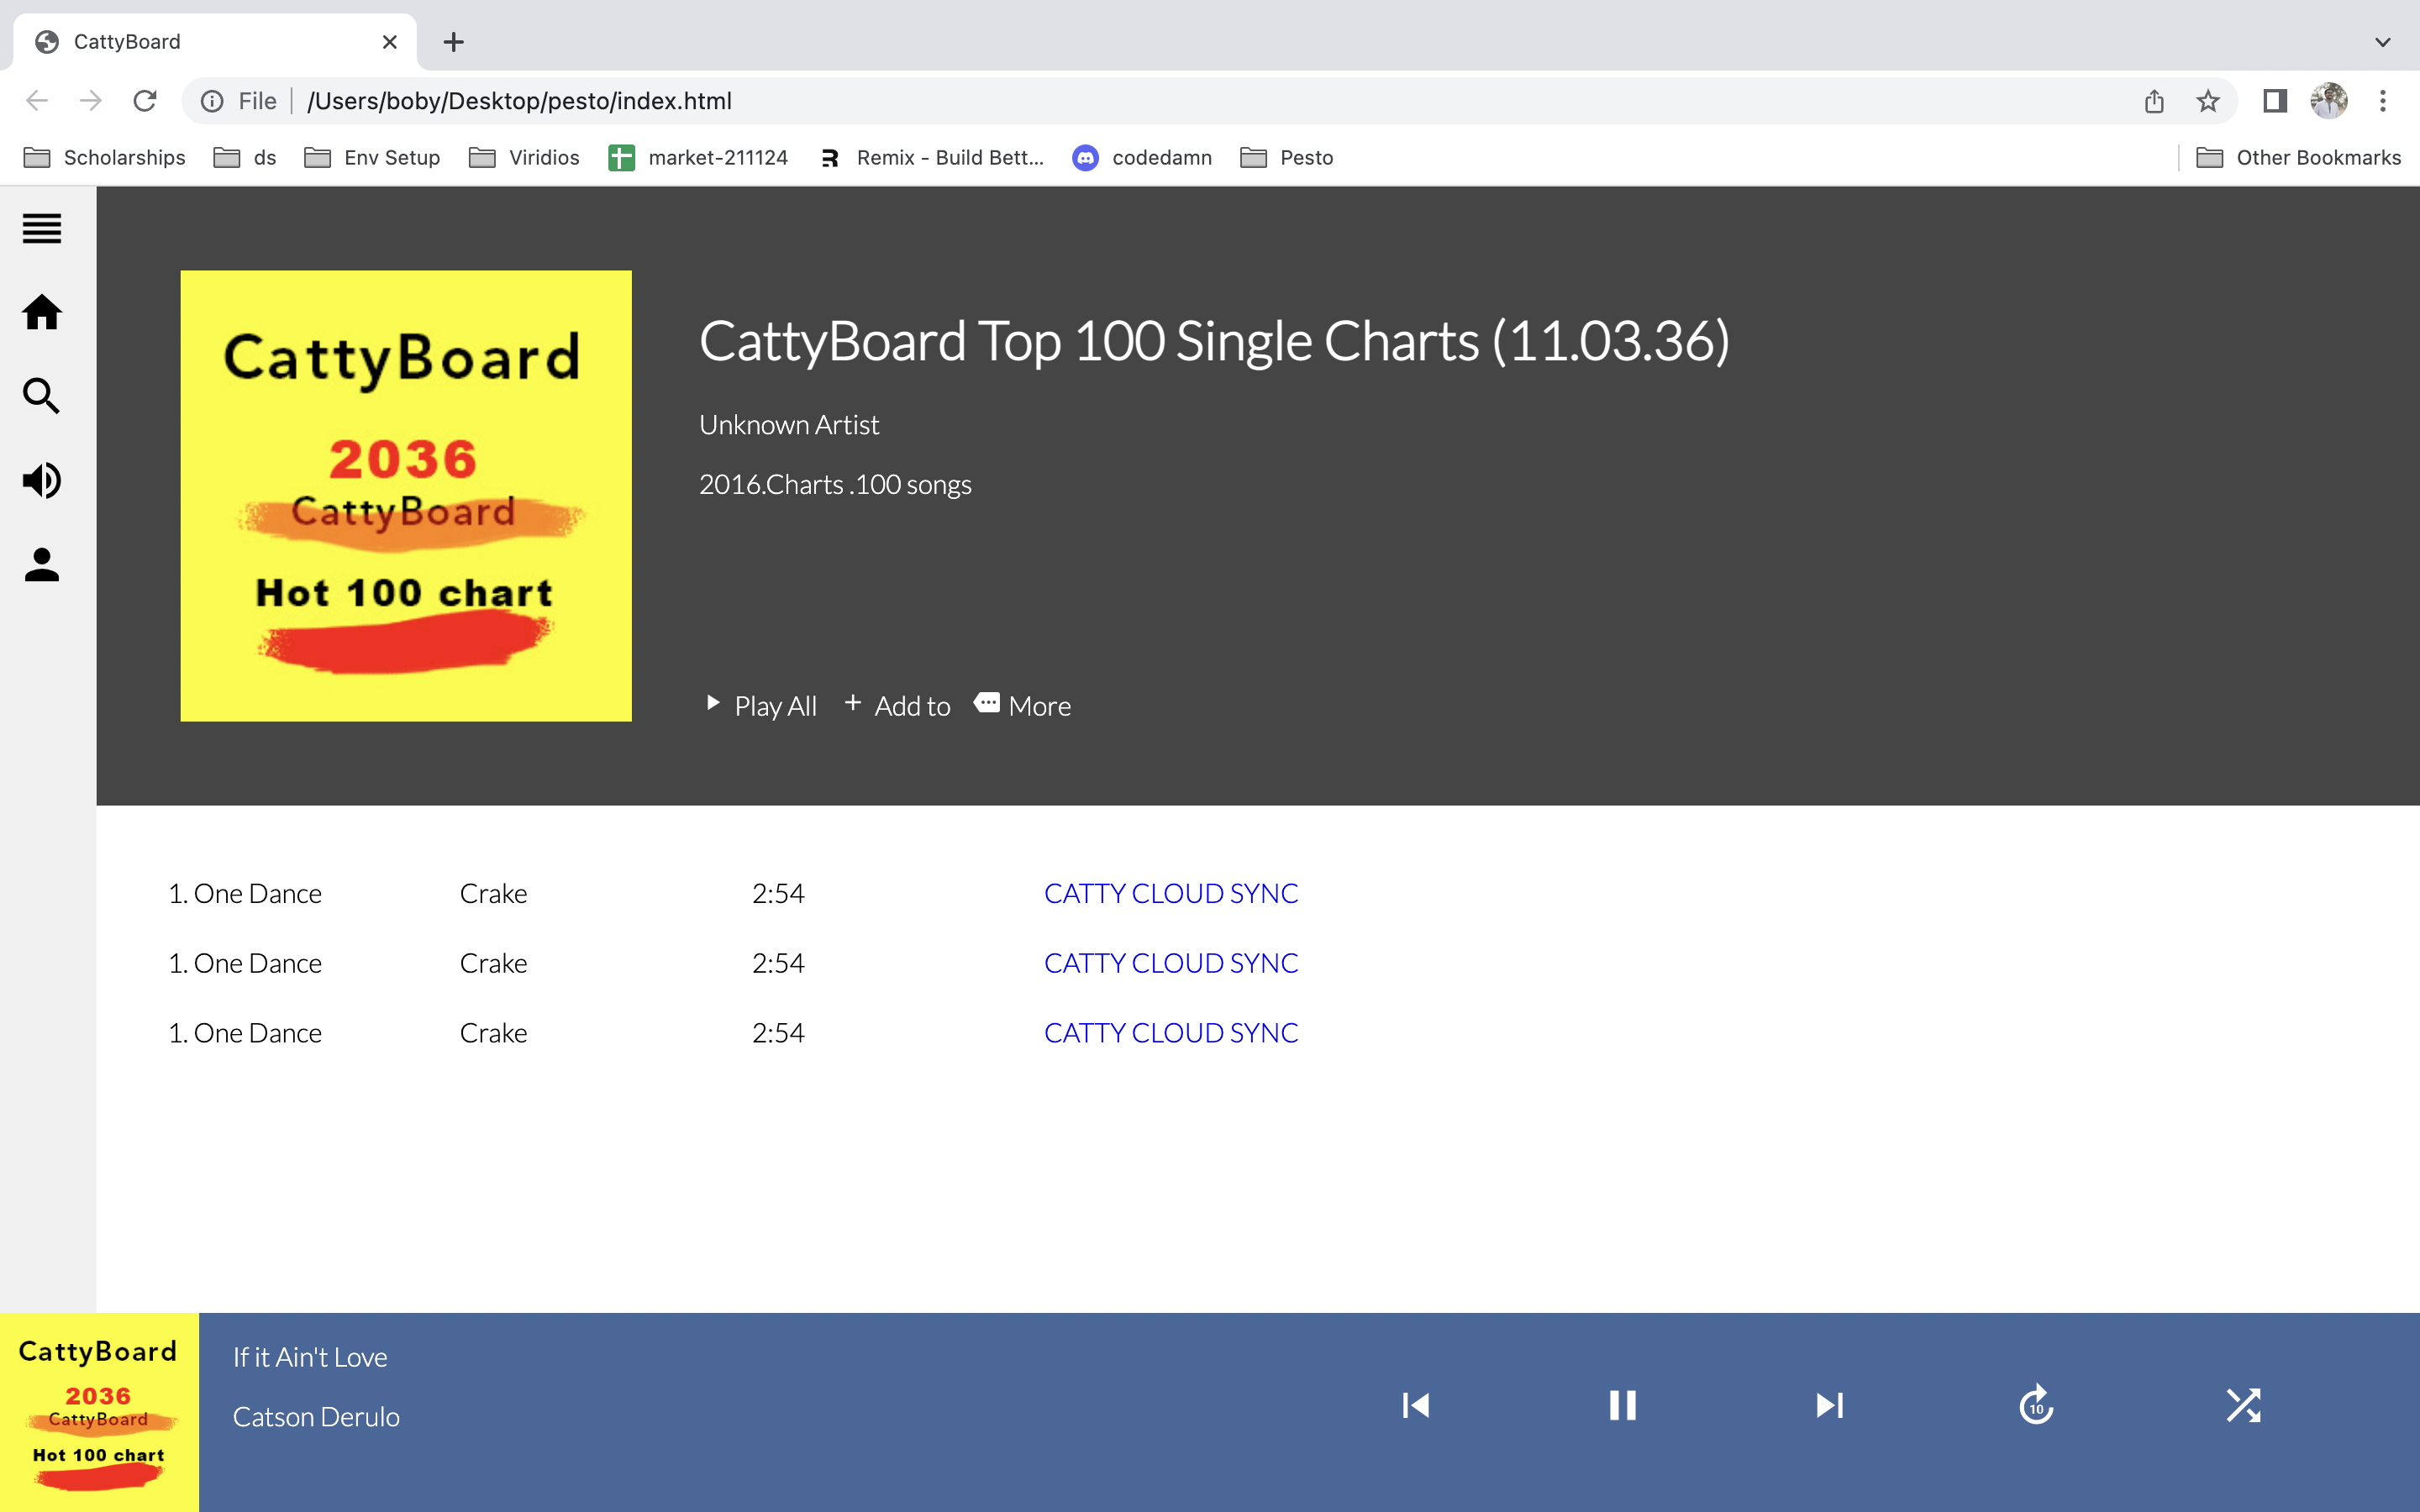 CattyBoard
File | /Users/boby/Desktop/pesto/index.html
Scholarships ds Env Setup Viridios market-211124 Remix - Build Bett... codedamn Pesto Other Bookmarks
CattyBoard
2036
CattyBoard
Hot 100 chart
CattyBoard Top 100 Single Charts (11.03.36)
Unknown Artist
2016.Charts .100 songs
Play All Add to More
1. One Dance Crake 2:54 CATTY CLOUD SYNC
1. One Dance Crake 2:54 CATTY CLOUD SYNC
1. One Dance Crake 2:54 CATTY CLOUD SYNC
CattyBoard
2036
CattyBoard
Hot 100 chart
If it Ain't Love
Catson Derulo
10